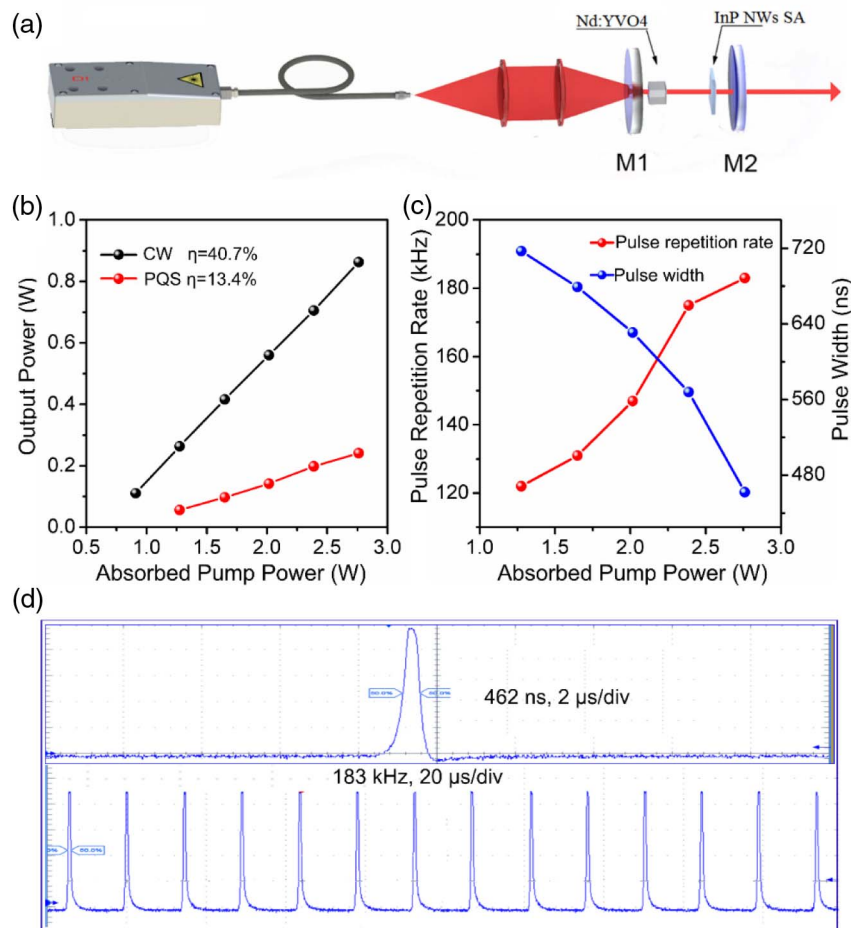 (a)
Nd:YVO4
InP NWs SA
M1
M2
(b)
1.0
0.8
0.6
0.4
0.2
0.0
Output Power (W)
CW η=40.7%
PQS η=13.4%
0.5 1.0 1.5 2.0 2.5 3.0
Absorbed Pump Power (W)
(c)
200
180
160
140
120
Pulse Repetition Rate (kHz)
Pulse repetition rate
Pulse width
720
640
560
480
Pulse Width (ns)
1.0 1.5 2.0 2.5 3.0
Absorbed Pump Power (W)
(d)
462 ns, 2 μs/div
183 kHz, 20 μs/div